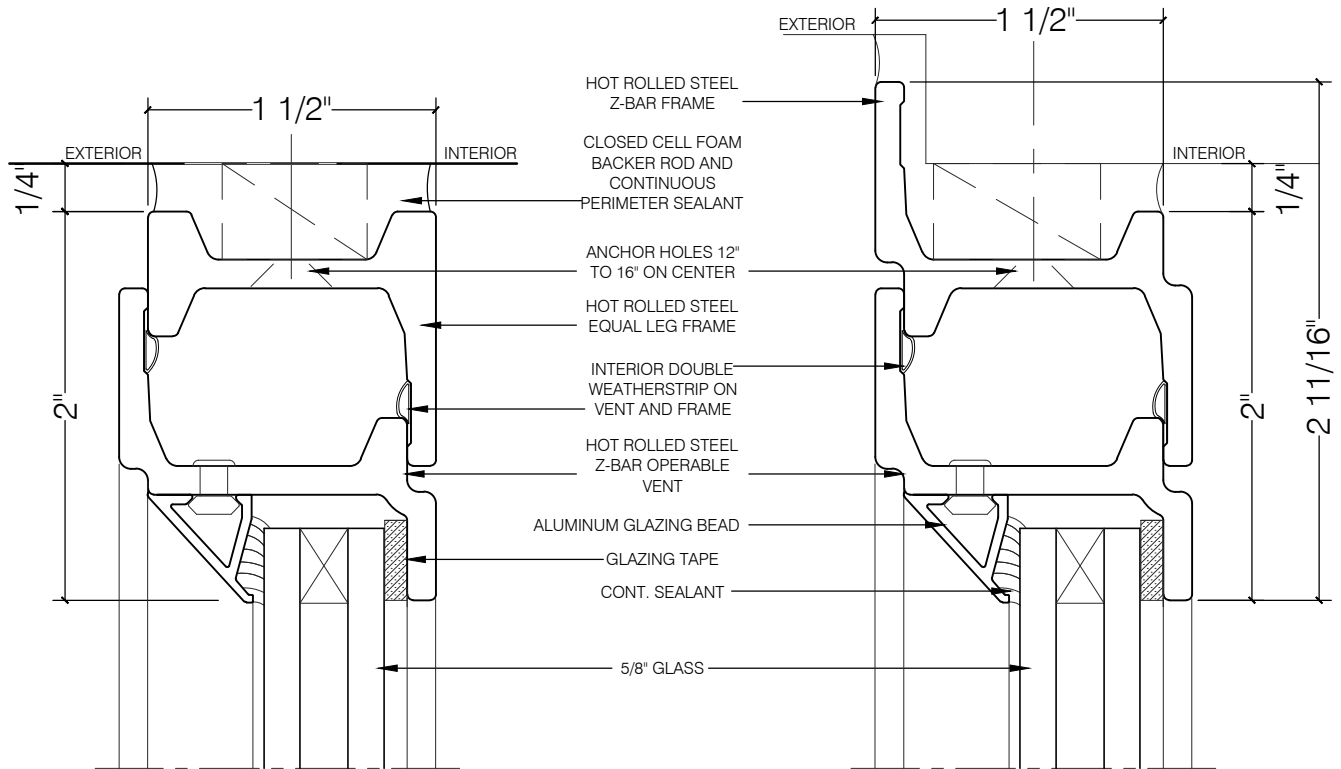 1 1/2"
EXTERIOR
HOT ROLLED STEEL
Z-BAR FRAME
1 1/2"
EXTERIOR
INTERIOR
CLOSED CELL FOAM
BACKER ROD AND
CONTINUOUS
PERIMETER SEALANT
INTERIOR
1/4"
1/4"
ANCHOR HOLES 12"
TO 16" ON CENTER
HOT ROLLED STEEL
EQUAL LEG FRAME
2 11/16"
INTERIOR DOUBLE
WEATHERSTRIP ON
VENT AND FRAME
2"
2"
HOT ROLLED STEEL
Z-BAR OPERABLE
VENT
ALUMINUM GLAZING BEAD
GLAZING TAPE
CONT. SEALANT
5/8" GLASS